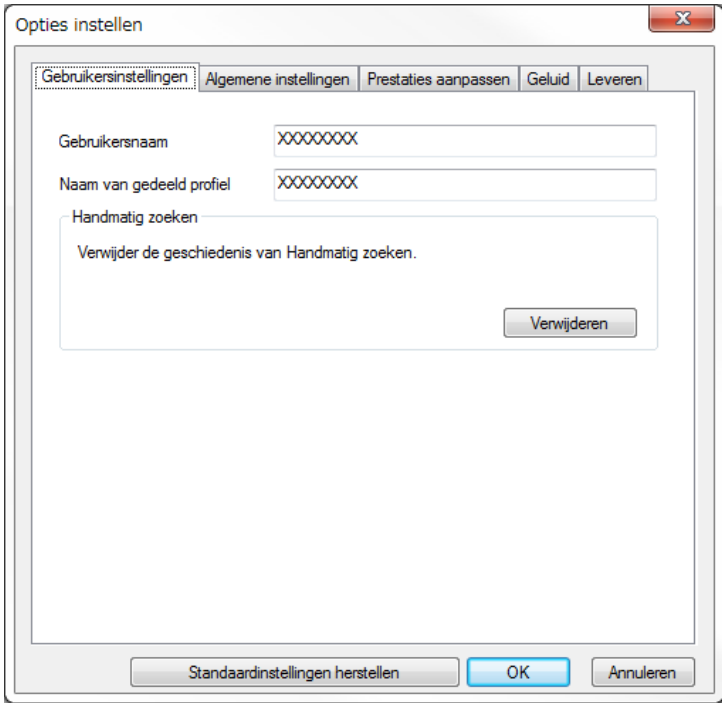 Opties instellen
Gebruikersinstellingen Algemene instellingen Prestaties aanpassen Geluid Leveren
Gebruikersnaam XXXXXXXX
Naam van gedeeld profiel XXXXXXXX
Handmatig zoeken
Verwijder de geschiedenis van Handmatig zoeken.
Verwijderen
Standaardinstellingen herstellen OK Annuleren